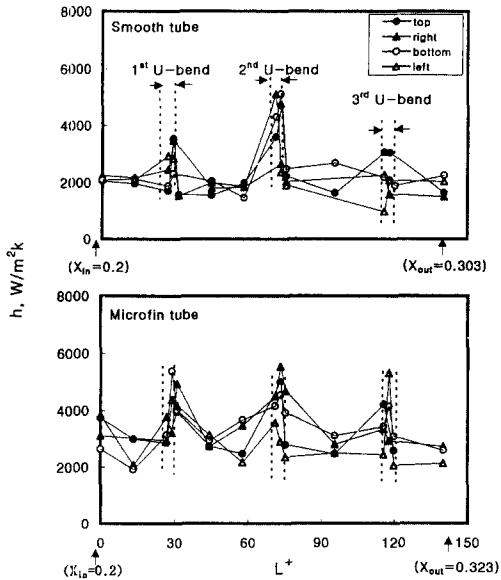 8000
Smooth tube
top
right
bottom
left
1st U-bend
2nd U-bend
3rd U-bend
6000
4000
2000
0
(Xin=0.2)
(Xout=0.303)
h, W/m²k
8000
Microfin tube
6000
4000
2000
0
0 30 60 90 120 150
(Xin=0.2)
L+
(Xout=0.323)